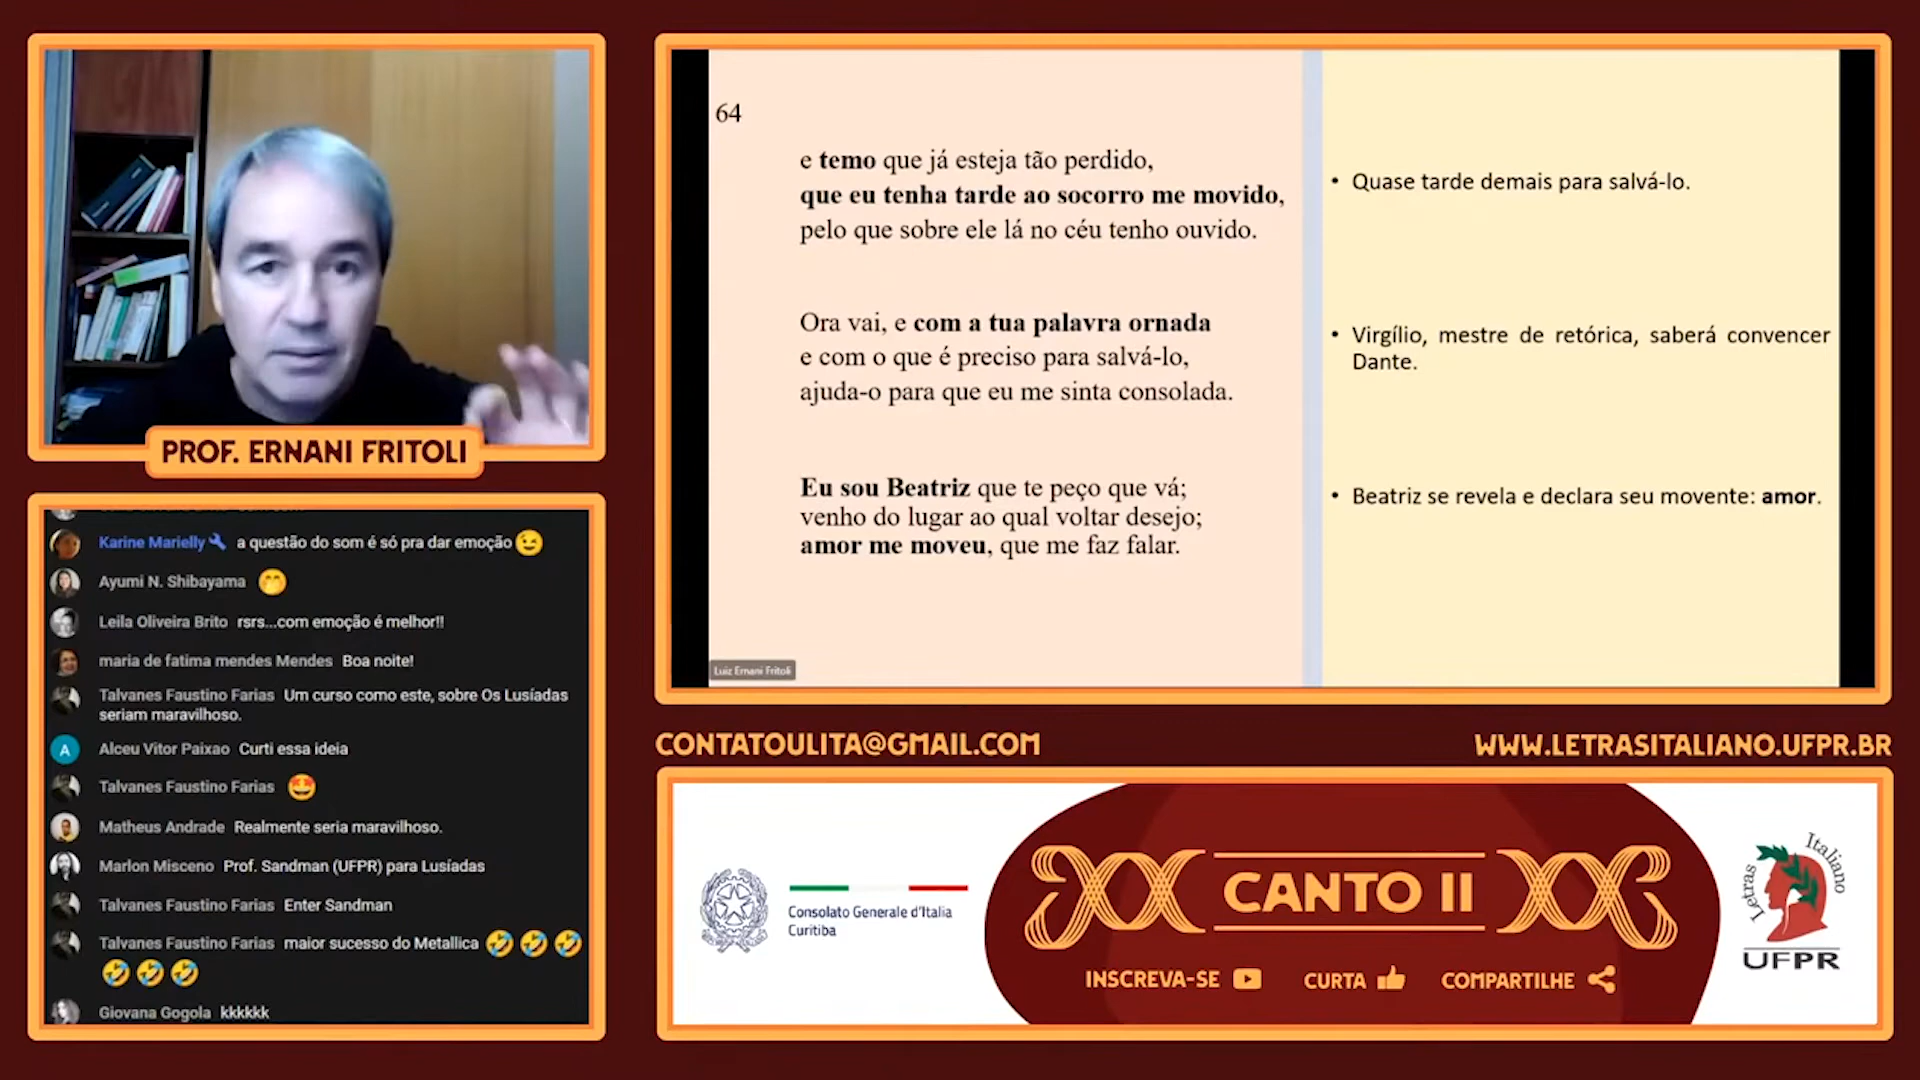 PROF. ERNANI FRITOLI
Karine Marielly a questão do som é só pra dar emoção😉
Ayumi N. Shibayama 🤭
Leila Oliveira Brito rsrs...com emoção é melhor!!
maria de fatima mendes Mendes Boa noite!
Talvanes Faustino Farias Um curso como este, sobre Os Lusíadas
seriam maravilhoso.
A
Alceu Vitor Paixao Curti essa ideia
Talvanes Faustino Farias 🤩
Matheus Andrade Realmente seria maravilhoso.
Marlon Misceno Prof. Sandman (UFPR) para Lusíadas
Talvanes Faustino Farias Enter Sandman
Talvanes Faustino Farias maior sucesso do Metallica 🤣🤣🤣
🤣🤣🤣
Giovana Gogola kkkkkk
64
e temo que já esteja tão perdido,
que eu tenha tarde ao socorro me movido,
pelo que sobre ele lá no céu tenho ouvido.
Ora vai, e com a tua palavra ornada
e com o que é preciso para salvá-lo,
ajuda-o para que eu me sinta consolada.
Eu sou Beatriz que te peço que vá;
venho do lugar ao qual voltar desejo;
amor me moveu, que me faz falar.
Luiz Ernani Fritoli
• Quase tarde demais para salvá-lo.
• Virgílio, mestre de retórica, saberá convencer
Dante.
• Beatriz se revela e declara seu movente: amor.
CONTATOULITA@GMAIL.COM
WWW.LETRASITALIANO.UFPR.BR
Consolato Generale d'Italia
Curitiba
CANTO II
INSCREVA-SE
CURTA
COMPARTILHE
Letras Italiano
UFPR